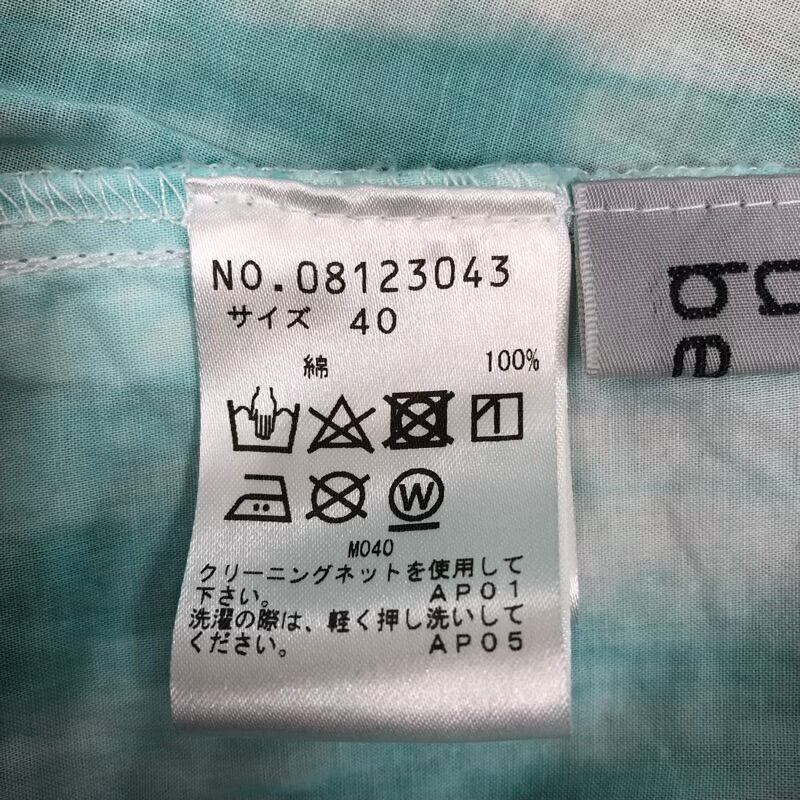 NO.08123043
サイズ 40
綿 100%
W
M040
クリーニングネットを使用して
下さい。 AP01
洗濯の際は、軽く押し洗いして
ください。 AP05